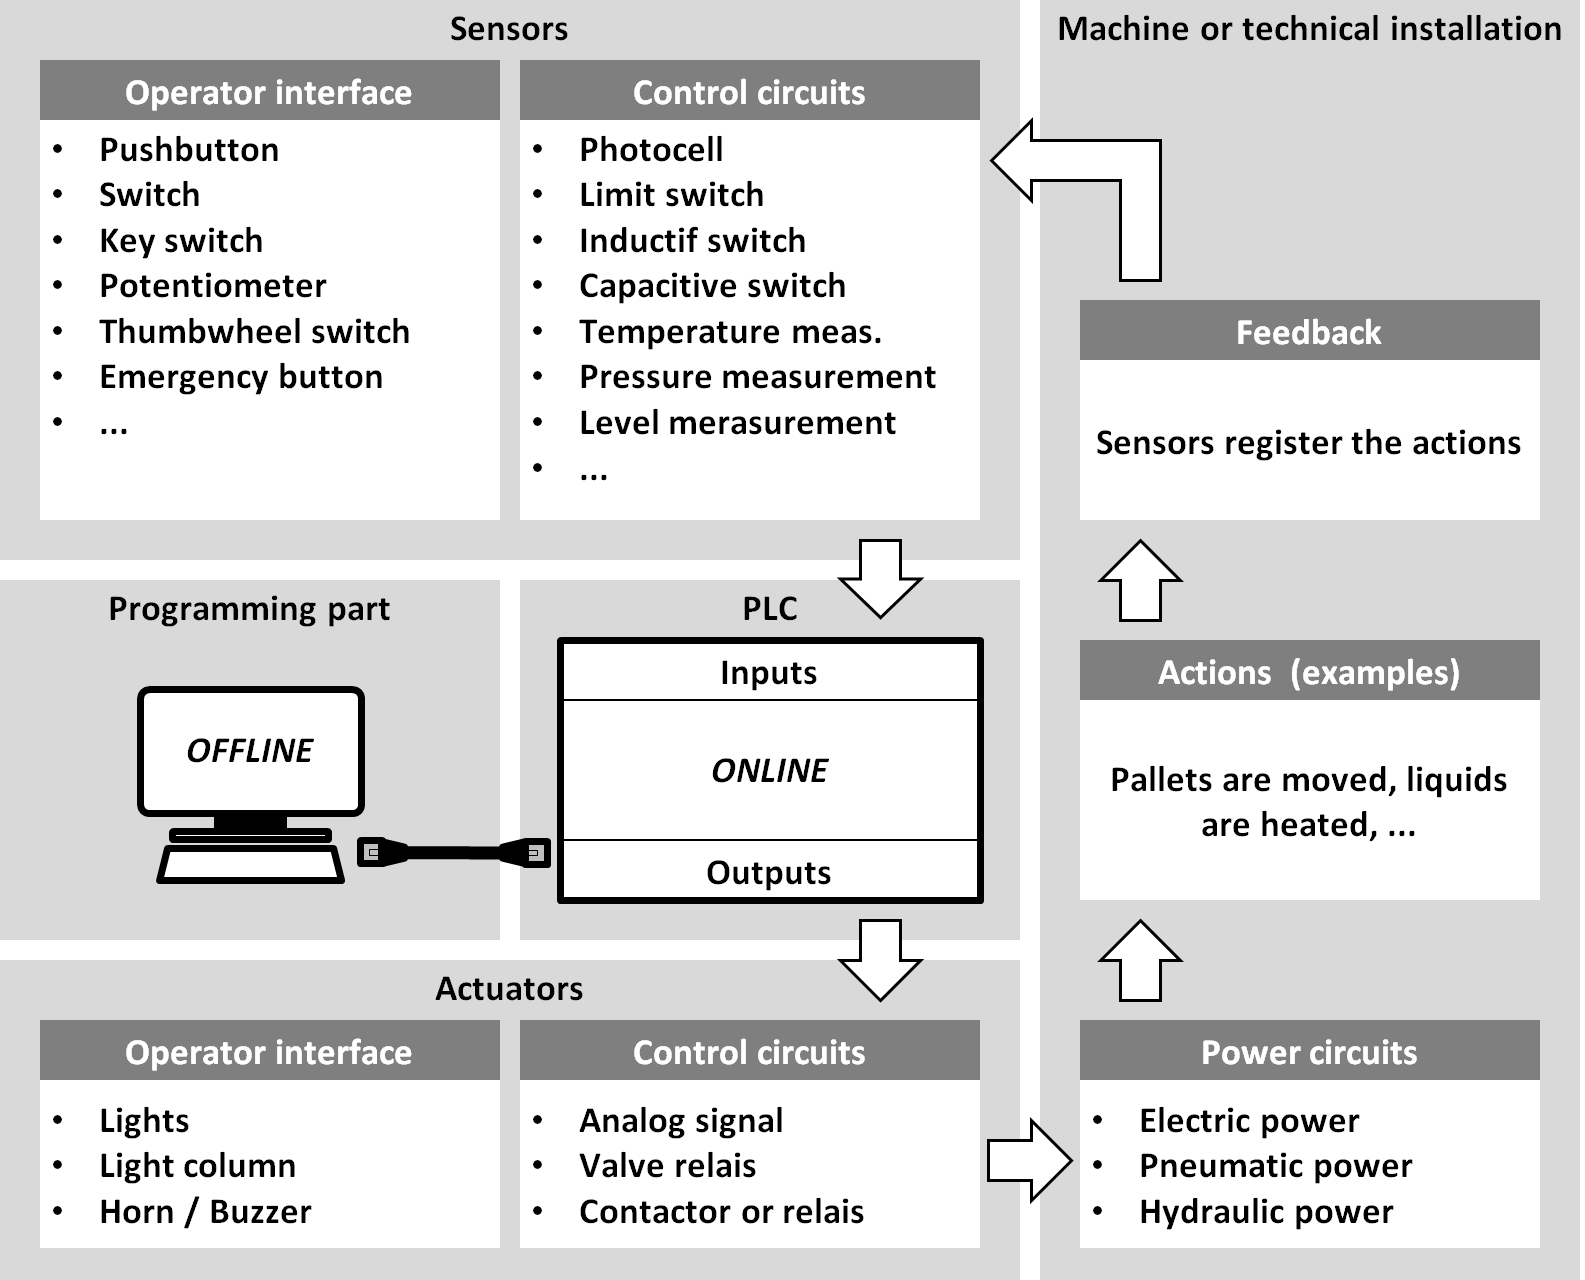 Sensors
Operator interface
• Pushbutton
• Switch
• Key switch
• Potentiometer
• Thumbwheel switch
• Emergency button
• ...
Control circuits
• Photocell
• Limit switch
• Inductif switch
• Capacitive switch
• Temperature meas.
• Pressure measurement
• Level merasurement
• ...
Programming part
OFFLINE
PLC
Inputs
ONLINE
Outputs
Actuators
Operator interface
• Lights
• Light column
• Horn / Buzzer
Control circuits
• Analog signal
• Valve relais
• Contactor or relais
Machine or technical installation
Feedback
Sensors register the actions
Actions (examples)
Pallets are moved, liquids
are heated, ...
Power circuits
• Electric power
• Pneumatic power
• Hydraulic power